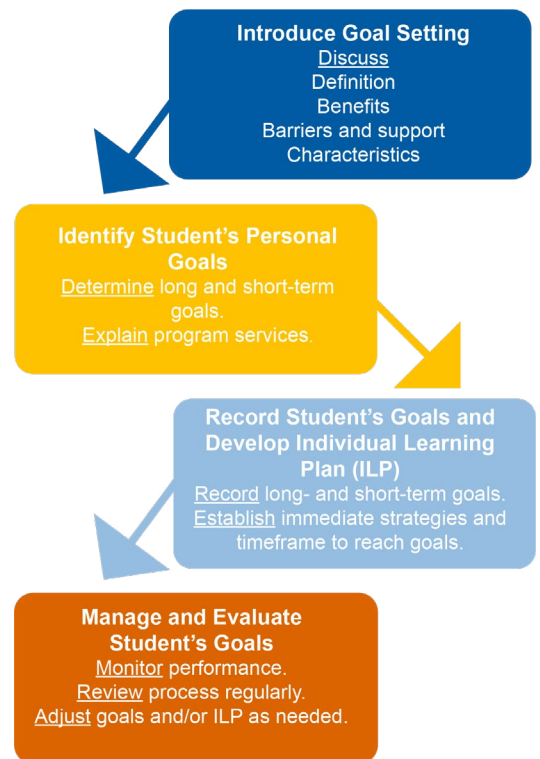 Introduce Goal Setting
Discuss
Definition
Benefits
Barriers and support
Characteristics
Identify Student's Personal
Goals
Determine long and short-term
goals.
Explain program services.
Record Student's Goals and
Develop Individual Learning
Plan (ILP)
Record long- and short-term goals.
Establish immediate strategies and
timeframe to reach goals.
Manage and Evaluate
Student's Goals
Monitor performance.
Review process regularly.
Adjust goals and/or ILP as needed.